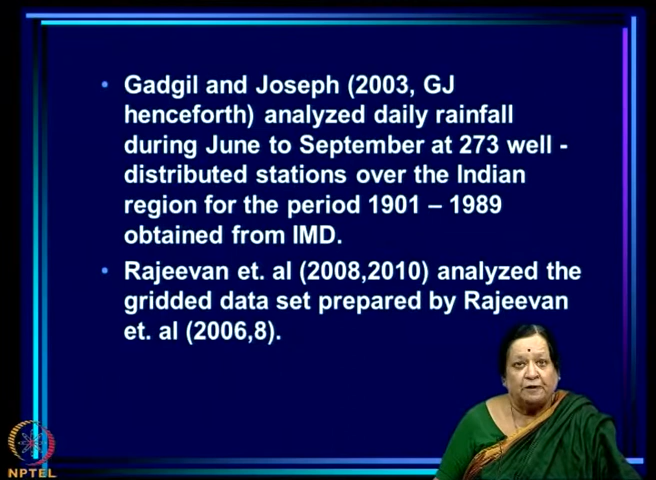 • Gadgil and Joseph (2003, GJ
henceforth) analyzed daily rainfall
during June to September at 273 well -
distributed stations over the Indian
region for the period 1901 – 1989
obtained from IMD.
• Rajeevan et. al (2008,2010) analyzed the
gridded data set prepared by Rajeevan
et. al (2006,8).
NPTEL